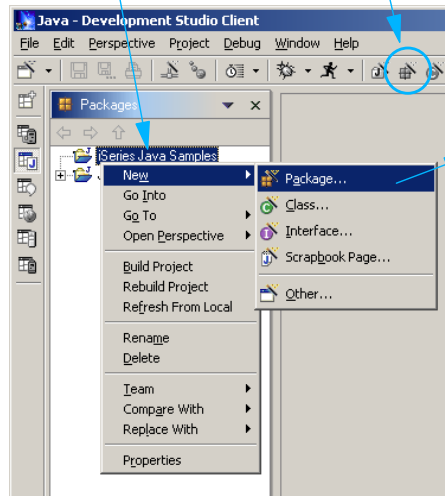 Java - Development Studio Client
File Edit Perspective Project Debug Window Help
Packages
iSeries Java Samples
New
Go Into
Go To
Open Perspective
Build Project
Rebuild Project
Refresh From Local
Rename
Delete
Team
Compare With
Replace With
Properties
Package...
Class...
Interface...
Scrapbook Page...
Other...